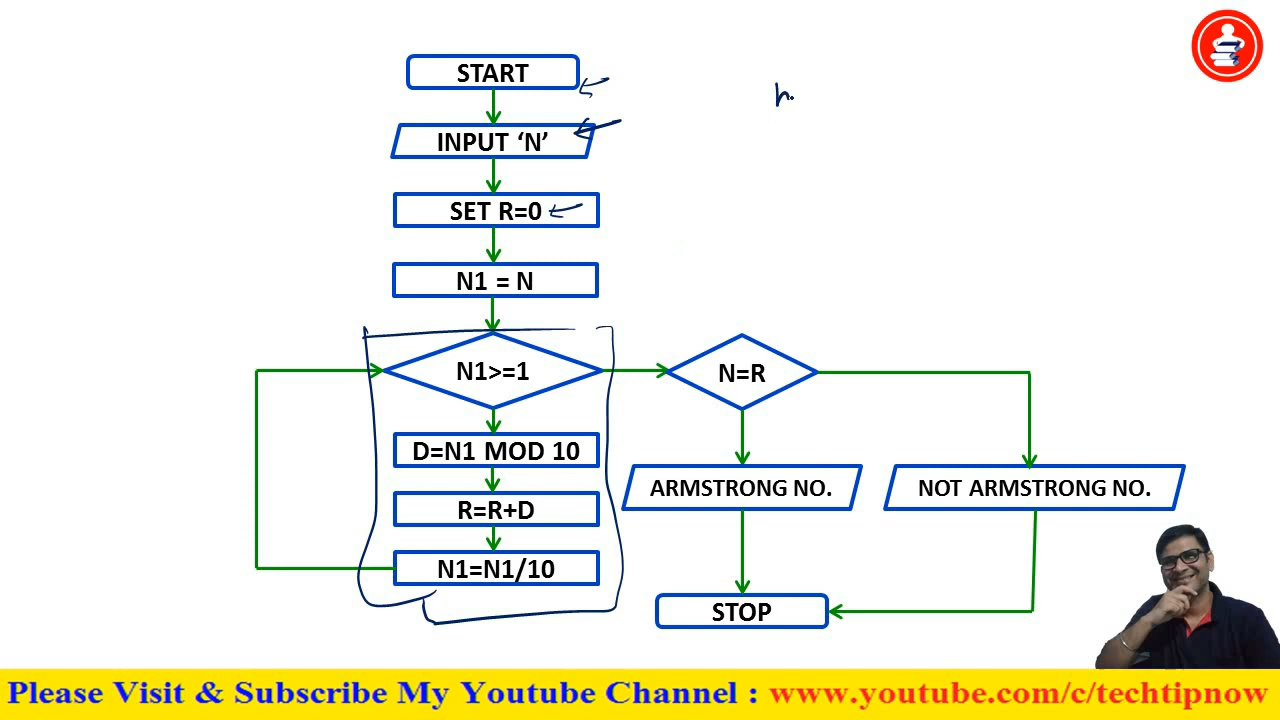 START
INPUT ‘N’
SET R=0
N1 = N
N1>=1
N=R
D=N1 MOD 10
R=R+D
N1=N1/10
ARMSTRONG NO.
NOT ARMSTRONG NO.
STOP
Please Visit & Subscribe My Youtube Channel : www.youtube.com/c/techtipnow